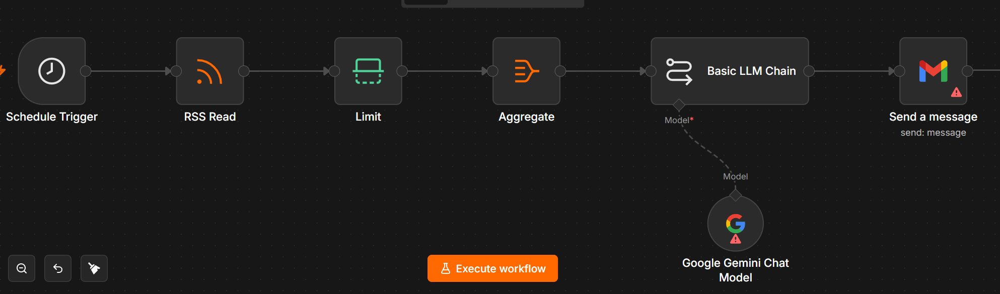 Basic LLM Chain
Schedule Trigger
RSS Read
Limit
Aggregate
Model*
Send a message
send: message
Model
Google Gemini Chat
Model
Execute workflow